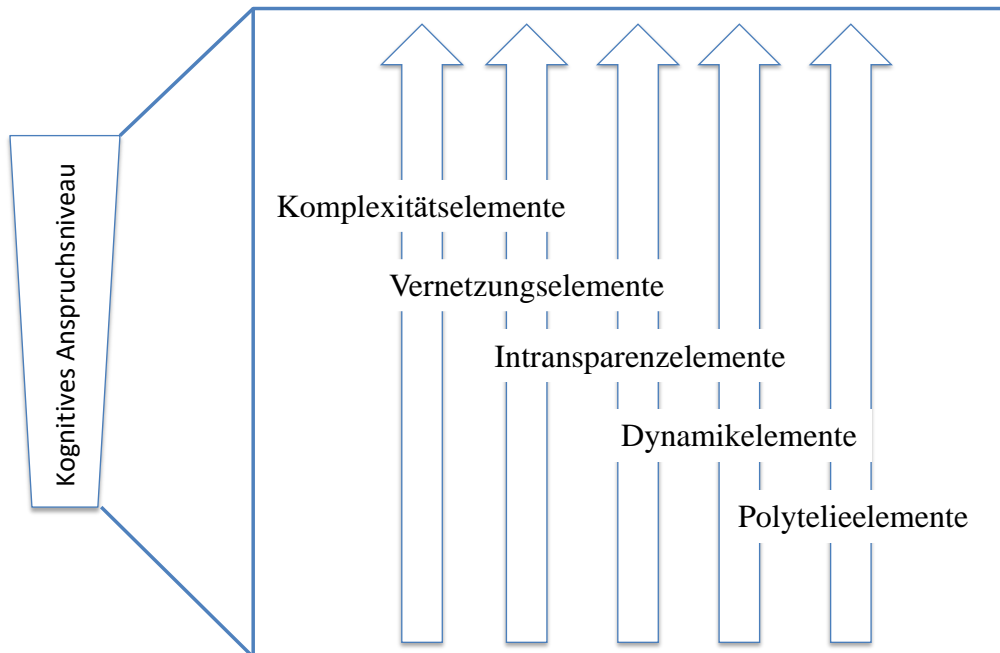 Kognitives Anspruchsniveau
Komplexitätselemente
Vernetzungselemente
Intransparenzelemente
Dynamikelemente
Polytelieelemente